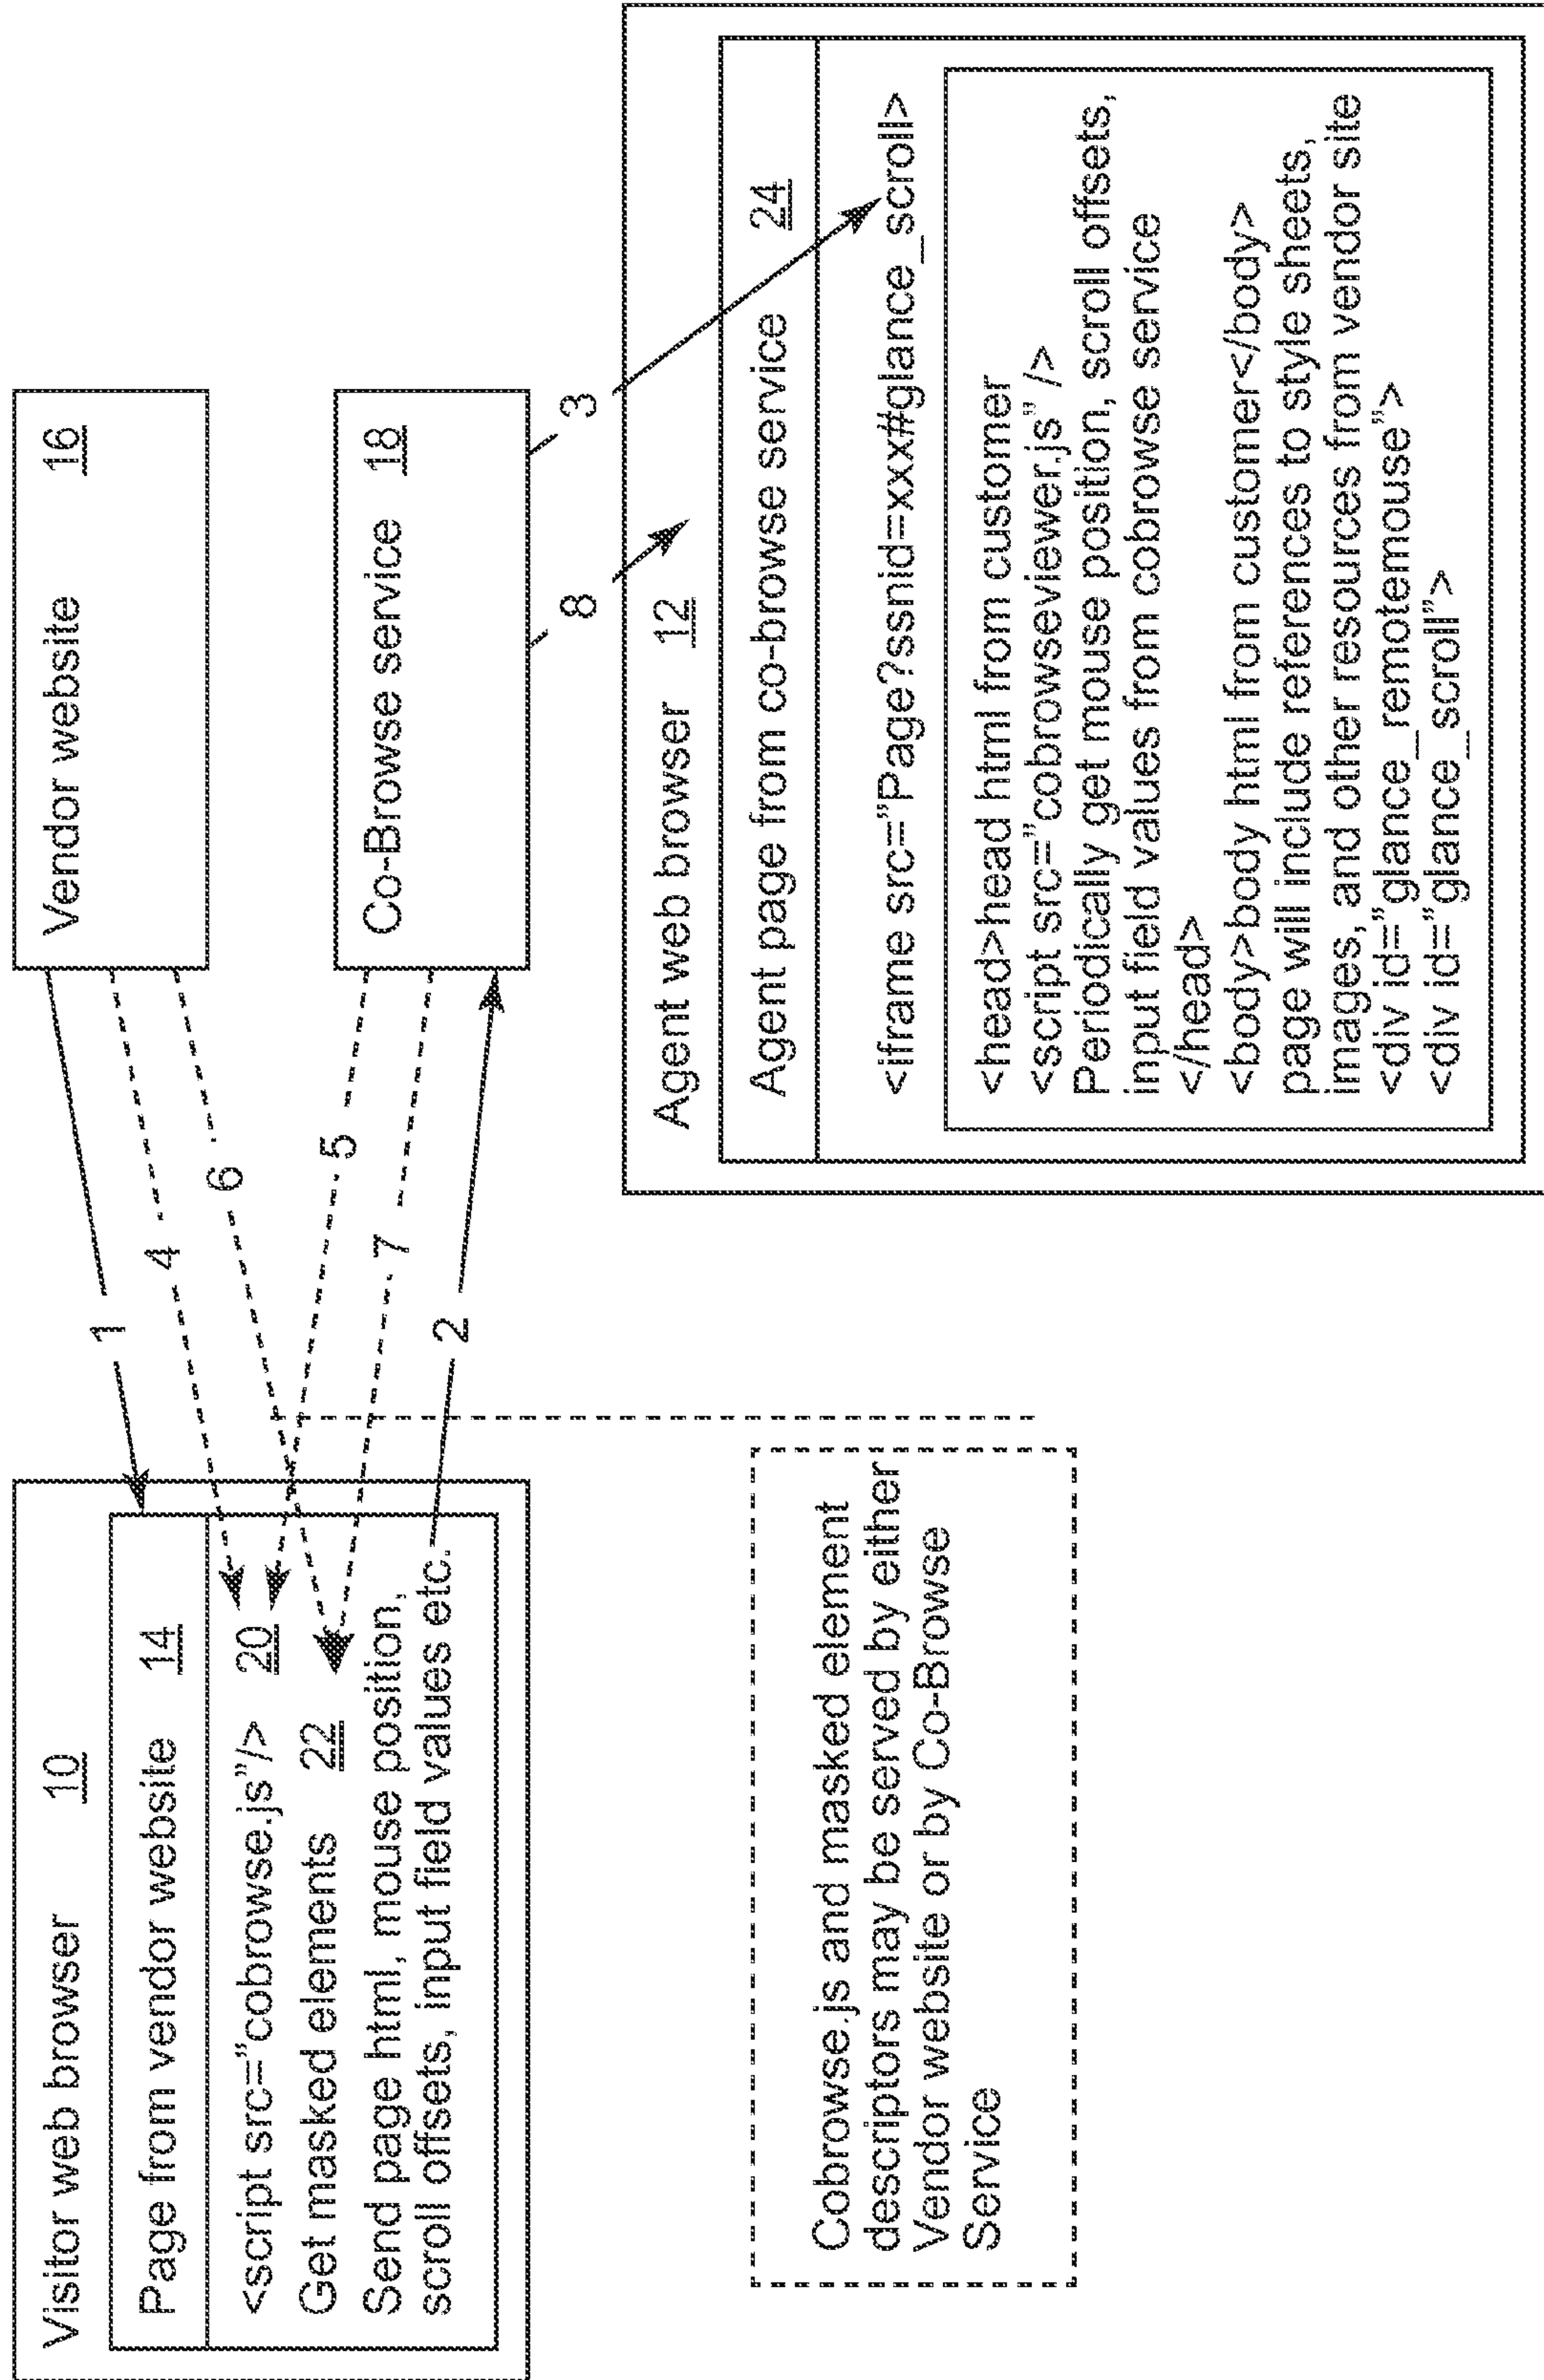 Visitor web browser 10
Page from vendor website 14
<script src="cobrowse.js"/> 20
Get masked elements 22
Send page html, mouse position,
scroll offsets, input field values etc.
1
4
6
5
7
2
Vendor website 16
Co-Browse service 18
8
3
Cobrowse.js and masked element
descriptors may be served by either
Vendor website or by Co-Browse
Service
Agent web browser 12
Agent page from co-browse service 24
<iframe src="Page?ssnid=xxx#glance_scroll>
<head>head html from customer
<script src="cobrowseviewer.js" />
Periodically get mouse position, scroll offsets,
input field values from cobrowse service
</head>
<body>body html from customer</body>
page will include references to style sheets,
images, and other resources from vendor site
<div id="glance_remotemouse">
<div id="glance_scroll">